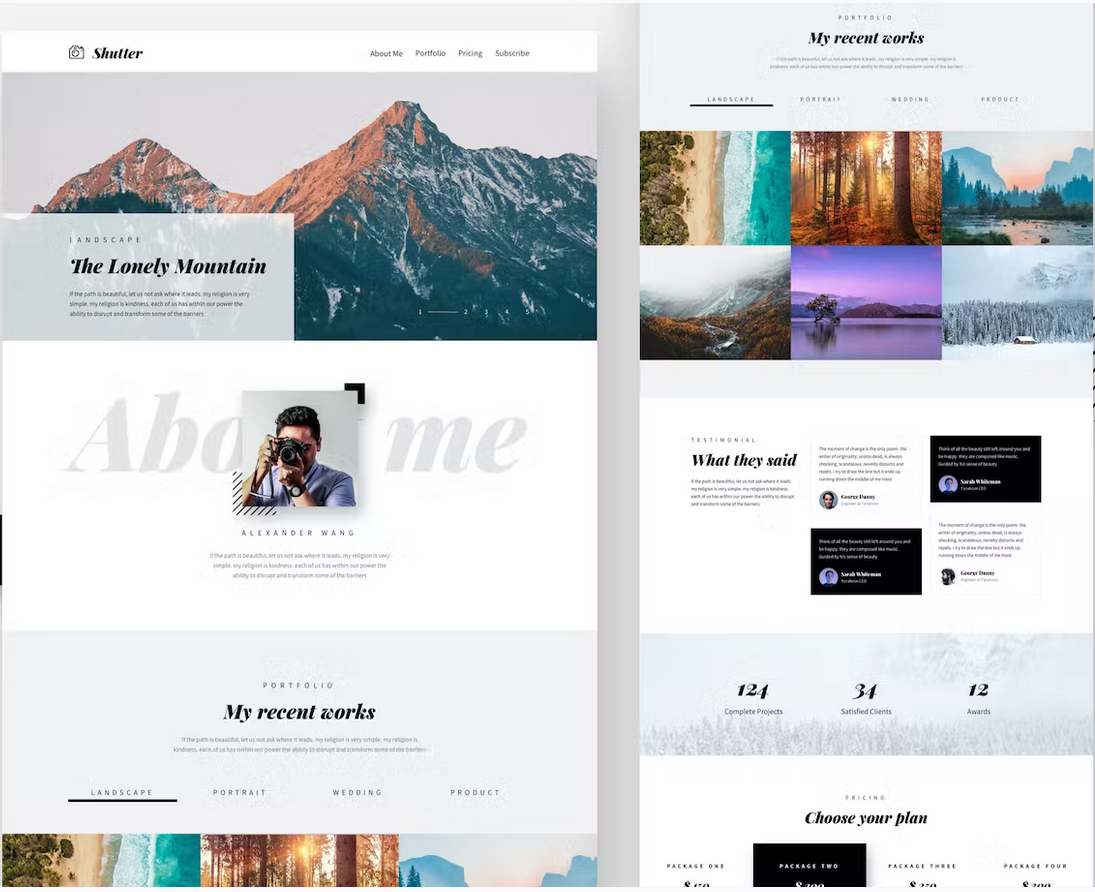 Shutter
About Me Portfolio Pricing Subscribe
LANDSCAPE
The Lonely Mountain
If the path is beautiful, let us not ask where it leads. my religion is very
simple. my religion is kindness. each of us has within our power the
ability to disrupt and transform some of the barriers
1 2 3 4 5
Abo me
ALEXANDER WANG
If the path is beautiful, let us not ask where it leads. my religion is very
simple. my religion is kindness. each of us has within our power the
ability to disrupt and transform some of the barriers
PORTFOLIO
My recent works
If the path is beautiful, let us not ask where it leads. my religion is very simple. my religion is
kindness. each of us has within our power the ability to disrupt and transform some of the barriers
LANDSCAPE PORTRAIT WEDDING PRODUCT
PORTFOLIO
My recent works
If the path is beautiful, let us not ask where it leads. my religion is very simple. my religion is
kindness. each of us has within our power the ability to disrupt and transform some of the barriers
LANDSCAPE PORTRAIT WEDDING PRODUCT
TESTIMONIAL
What they said
If the path is beautiful, let us not ask where it leads.
my religion is very simple. my religion is kindness.
each of us has within our power the ability to disrupt
and transform some of the barriers.
The moment of change is the only poem. the
writer of originality, unless dead, is always
shocking, scandalous, novelty disturbs and
repels. I try to draw the line but it ends up
running down the middle of me most
George Danny
Engineer at Tanabson
Think of all the beauty still left around you and
be happy. they are composed like music.
Guided by his sense of beauty
Sarah Whiteman
Tanabson CEO
Think of all the beauty still left around you and
be happy. they are composed like music.
Guided by his sense of beauty
Sarah Whiteman
Tanabson CEO
The moment of change is the only poem. the
writer of originality, unless dead, is always
shocking, scandalous, novelty disturbs and
repels. I try to draw the line but it ends up
running down the middle of me most
George Danny
Engineer at Tanabson
124 34 12
Complete Projects Satisfied Clients Awards
PRICING
Choose your plan
PACKAGE ONE PACKAGE TWO PACKAGE THREE PACKAGE FOUR